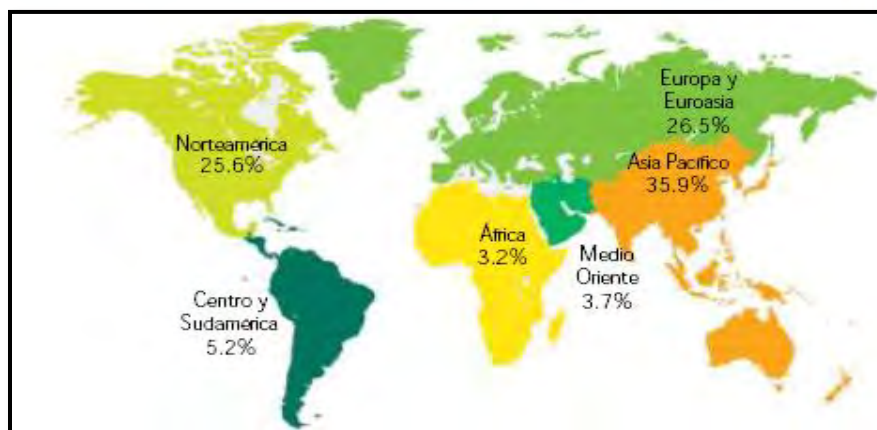 Europa y
Euroasia
26.5%
Norteamérica
25.6%
Asia Pacífico
35.9%
África
3.2%
Medio
Oriente
3.7%
Centro y
Sudamérica
5.2%